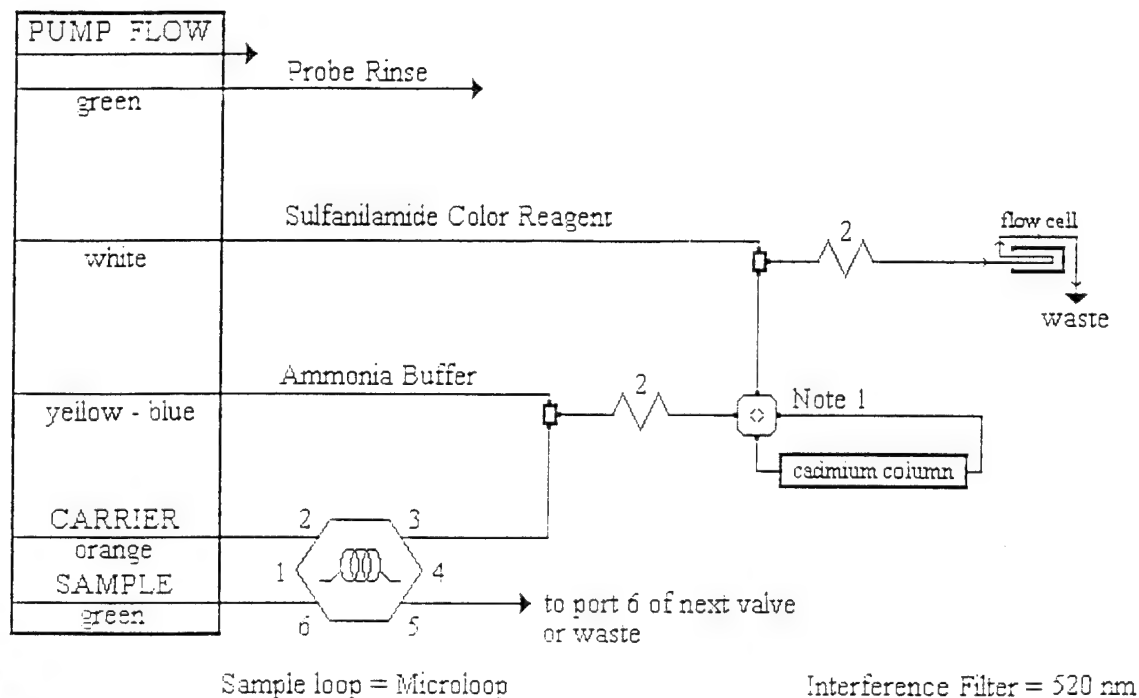 PUMP FLOW
Probe Rinse
green
Sulfanilamide Color Reagent
white
2
flow cell
waste
Ammonia Buffer
yellow - blue
2
Note 1
cadmium column
CARRIER
orange
2
3
1
4
SAMPLE
green
6
5
to port 6 of next valve
or waste
Sample loop = Microloop
Interference Filter = 520 nm